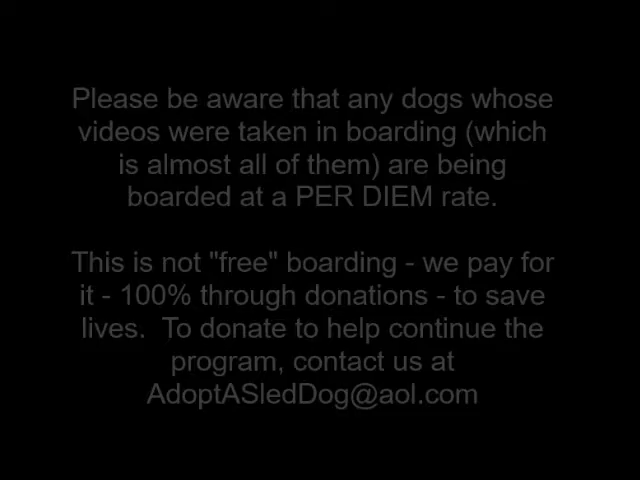 Please be aware that any dogs whose
videos were taken in boarding (which
is almost all of them) are being
boarded at a PER DIEM rate.
This is not "free" boarding - we pay for
it - 100% through donations - to save
lives.  To donate to help continue the
program, contact us at
AdoptASledDog@aol.com